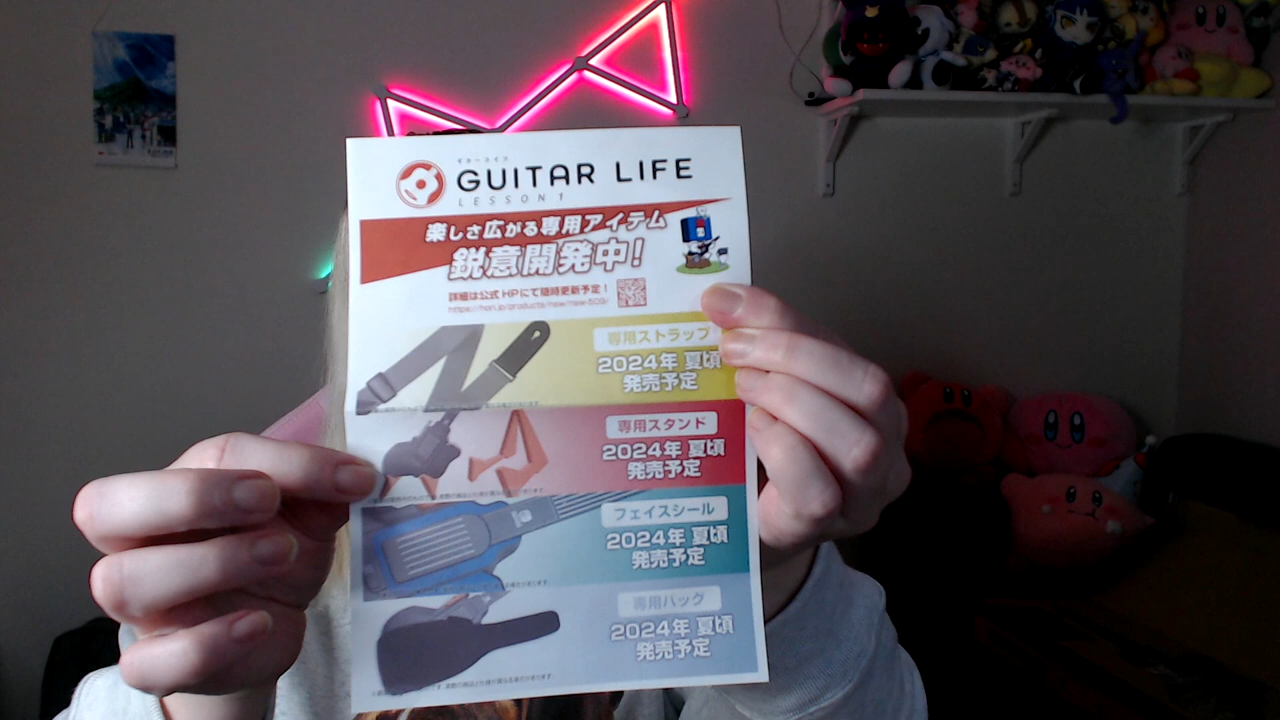 ギターライフ
GUITAR LIFE
LESSON 1
楽しさ広がる専用アイテム
鋭意開発中!
詳細は公式HPにて随時更新予定!
専用ストラップ
2024年 夏頃
発売予定
専用スタンド
2024年 夏頃
発売予定
フェイスシール
2024年 夏頃
発売予定
専用バッグ
2024年 夏頃
発売予定